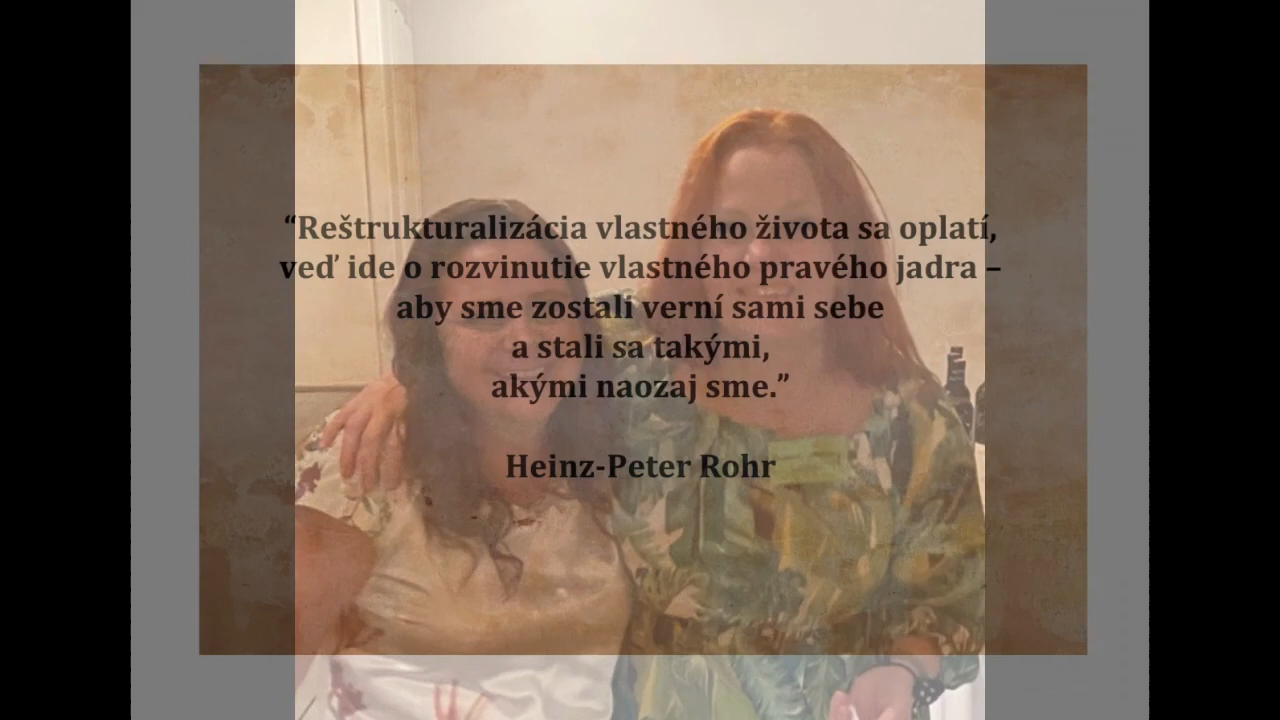 “Reštrukturalizácia vlastného života sa oplatí,
veď ide o rozvinutie vlastného pravého jadra –
aby sme zostali verní sami sebe
a stali sa takými,
akými naozaj sme.”
Heinz-Peter Rohr